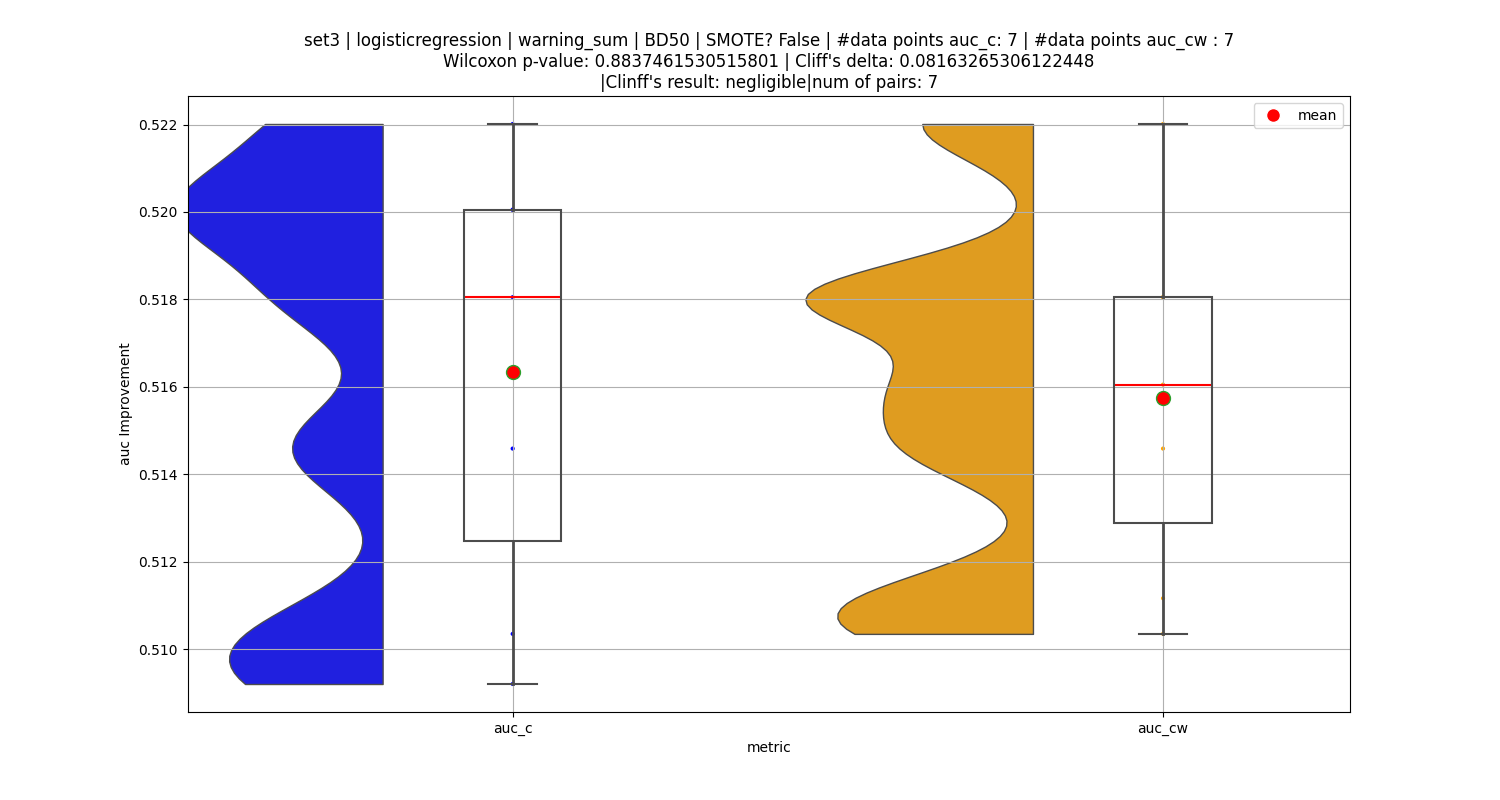 set3 | logisticregression | warning_sum | BD50 | SMOTE? False | #data points auc_c: 7 | #data points auc_cw : 7
Wilcoxon p-value: 0.8837461530515801 | Cliff's delta: 0.08163265306122448
|Clinff's result: negligible|num of pairs: 7
mean
0.522
0.520
0.518
0.516
0.514
0.512
0.510
auc Improvement
auc_c
auc_cw
metric